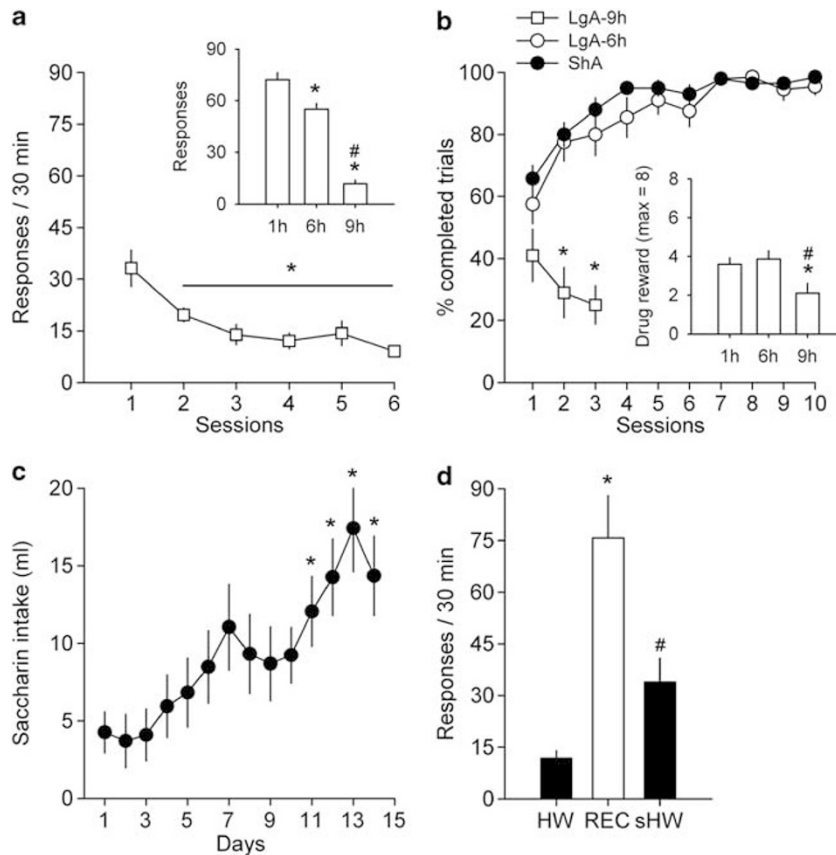 a
Responses / 30 min
90
75
60
45
30
15
0
1 2 3 4 5 6
Sessions
*
Responses
90
60
30
0
* # *
1h 6h 9h
b
LgA-9h
LgA-6h
ShA
% completed trials
100
80
60
40
20
0
1 2 3 4 5 6 7 8 9 10
Sessions
* *
Drug reward (max = 8)
8
6
4
2
0
# *
1h 6h 9h
c
Saccharin intake (ml)
20
15
10
5
0
1 3 5 7 9 11 13 15
Days
* * * *
d
Responses / 30 min
90
75
60
45
30
15
0
* #
HW REC sHW